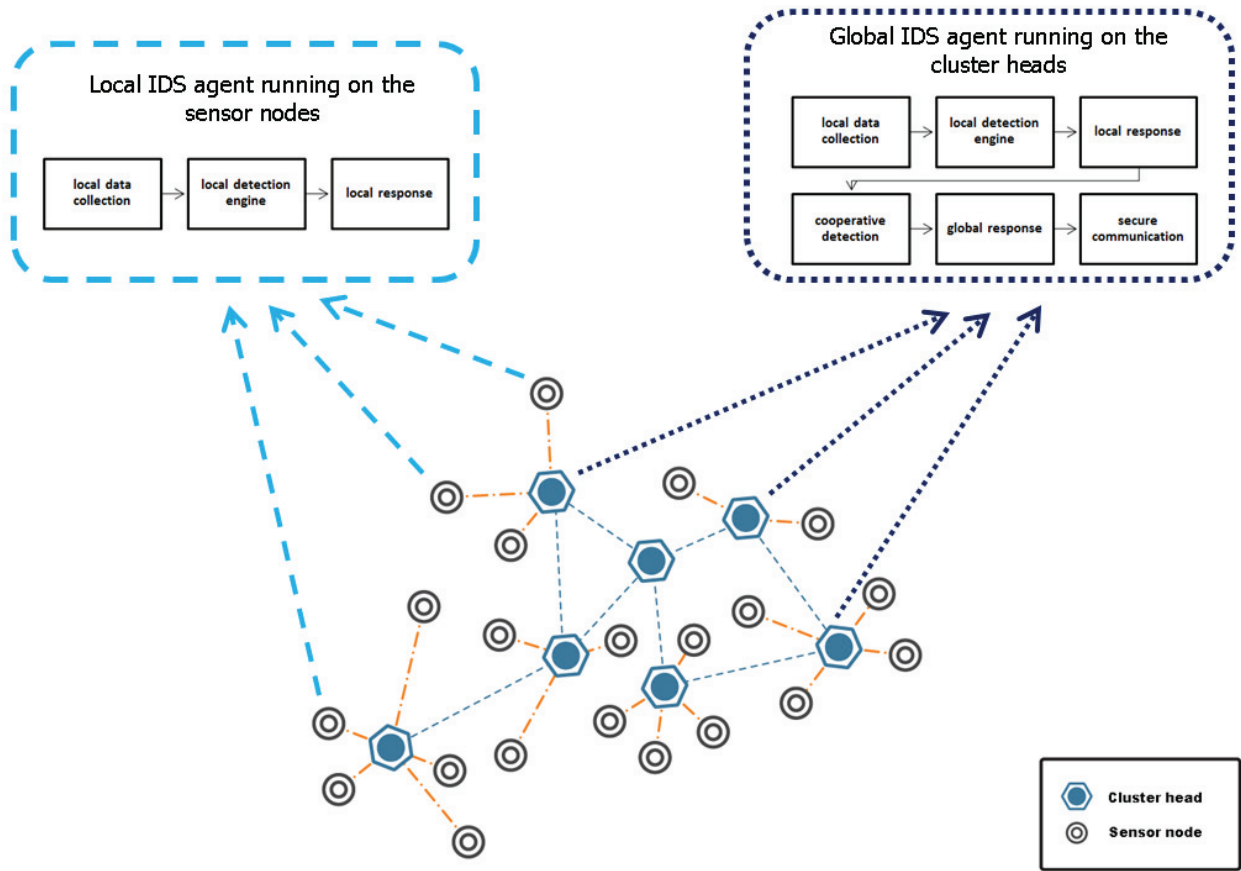 Local IDS agent running on the
sensor nodes
local data
collection
local detection
engine
local response
Global IDS agent running on the
cluster heads
local data
collection
local detection
engine
local response
cooperative
detection
global response
secure
communication
Cluster head
Sensor node